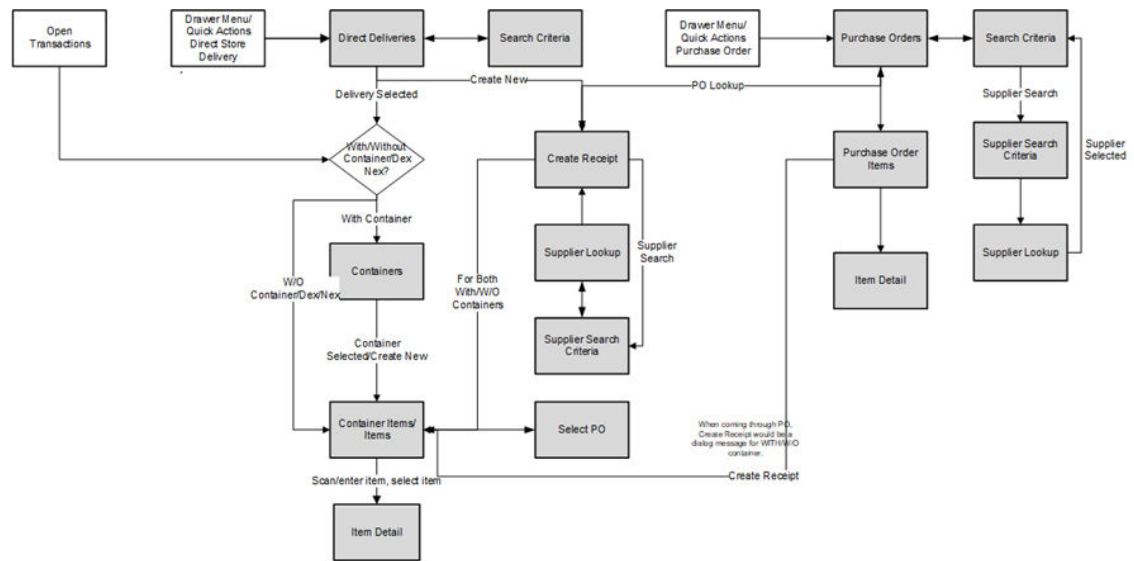 Open
Transactions
Drawer Menu/
Quick Actions
Direct Store
Delivery
Direct Deliveries
Search Criteria
Drawer Menu/
Quick Actions
Purchase Order
Purchase Orders
Search Criteria
Create New
Delivery Selected
PO Lookup
Supplier Search
With/Without
Container/Dex
Nex?
Create Receipt
Purchase Order
Items
Supplier Search
Criteria
Supplier
Selected
With Container
Supplier Lookup
Supplier
Search
Supplier Lookup
W/O
Container/Dex/Nex
Containers
For Both
With/W/O
Containers
Item Detail
Container
Selected/Create New
Supplier Search
Criteria
Container Items/
Items
Select PO
When coming through PO,
Create Receipt would be a
dialog message for WITH/W/O
container.
Create Receipt
Scan/enter item, select item
Item Detail